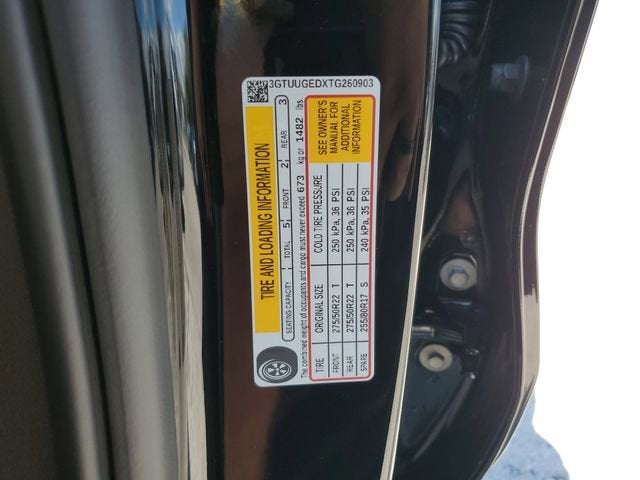 3GTUUGEDXTG260903
TIRE AND LOADING INFORMATION
SEATING CAPACITY TOTAL 5 FRONT 2 REAR 3
The combined weight of occupants and cargo must never exceed 673 kg or 1482 lbs.
TIRE ORIGINAL SIZE COLD TIRE PRESSURE
FRONT 275/50R22 T 250 kPa, 36 PSI
REAR 275/50R22 T 250 kPa, 36 PSI
SPARE 255/80R17 S 240 kPa, 35 PSI
SEE OWNER'S
MANUAL FOR
ADDITIONAL
INFORMATION